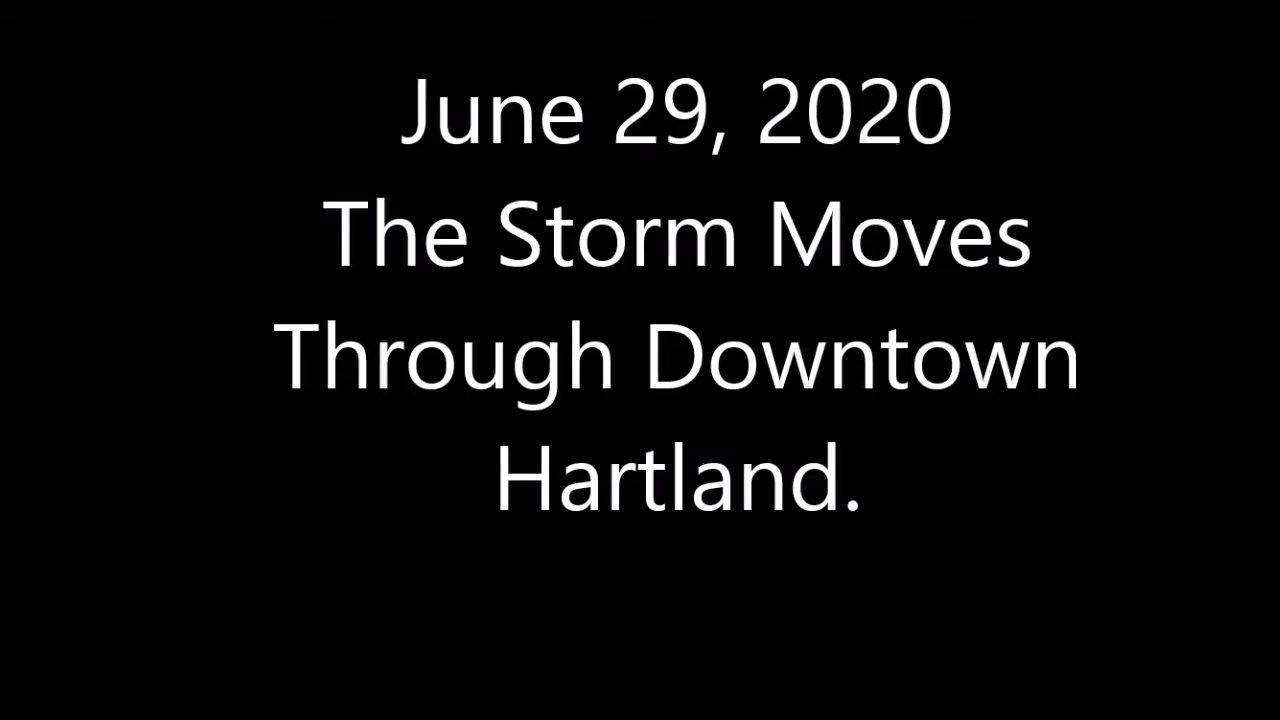 June 29, 2020
The Storm Moves
Through Downtown
Hartland.